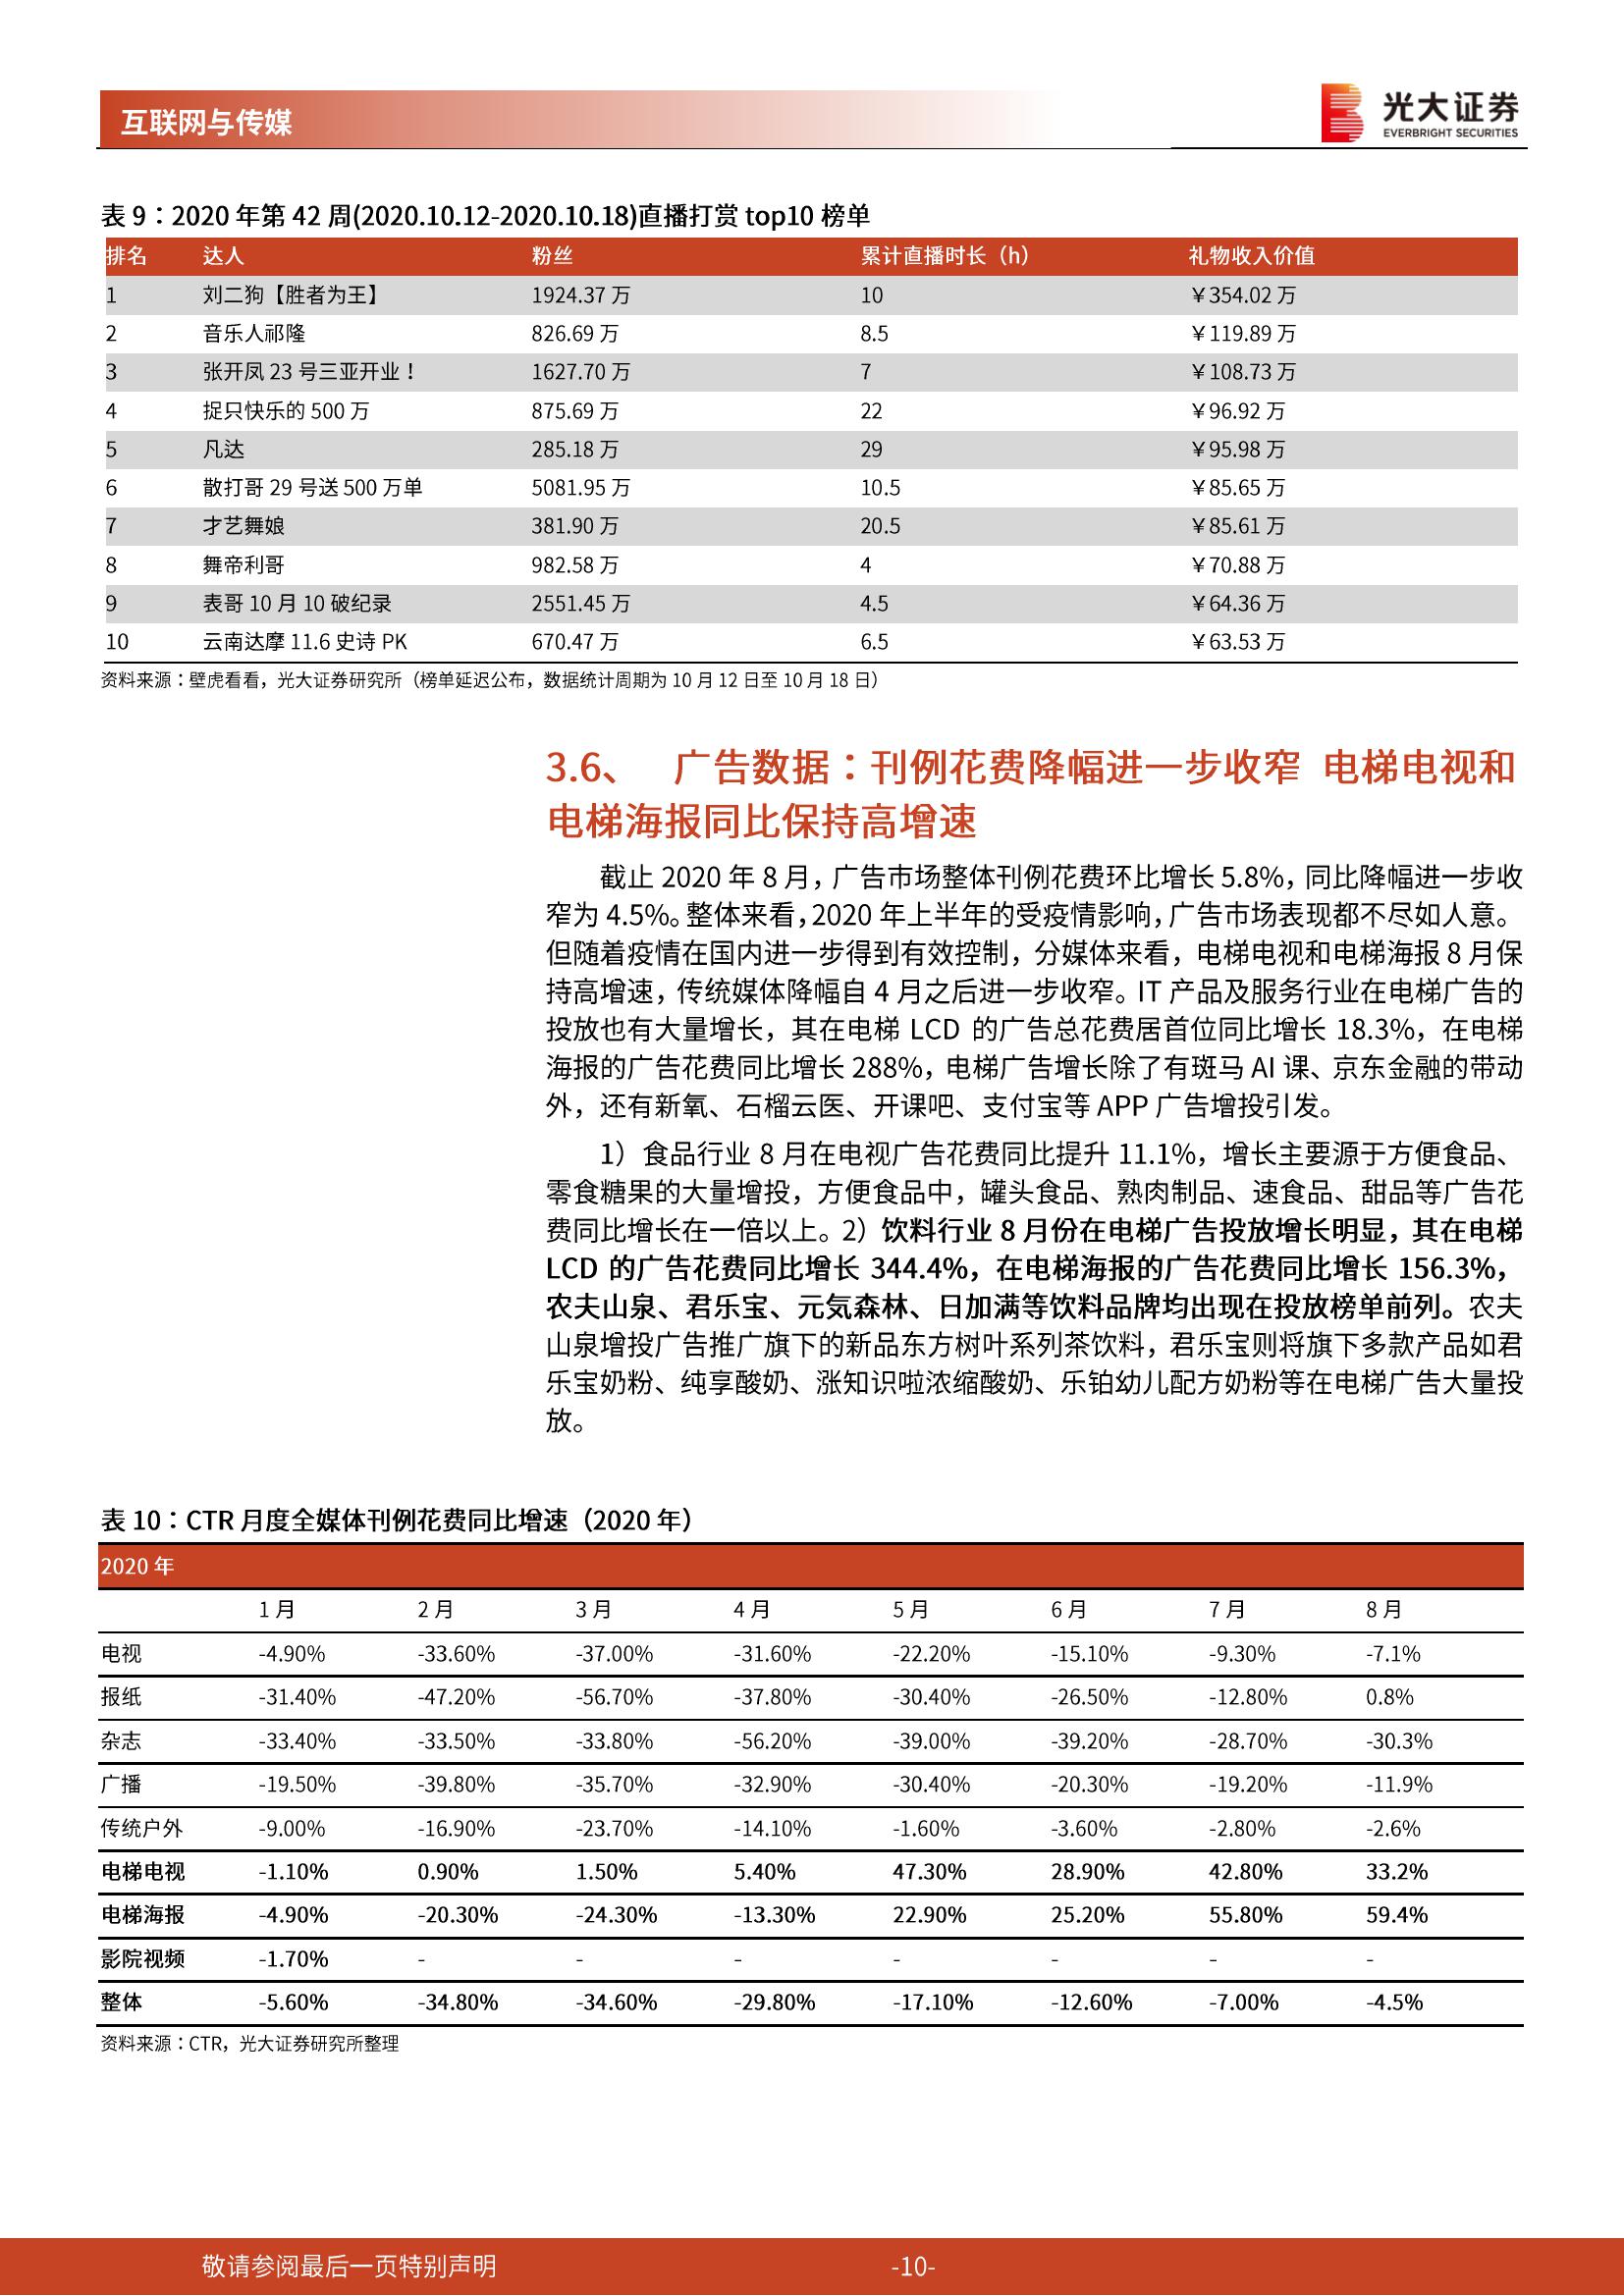 互联网与传媒
光大证券
EVERBRIGHT SECURITIES
表 9：2020 年第 42 周(2020.10.12-2020.10.18)直播打赏 top10 榜单
排名 达人 粉丝 累计直播时长（h） 礼物收入价值
1 刘二狗【胜者为王】 1924.37 万 10 ￥354.02 万
2 音乐人祁隆 826.69 万 8.5 ￥119.89 万
3 张开凤 23 号三亚开业！ 1627.70 万 7 ￥108.73 万
4 捉只快乐的 500 万 875.69 万 22 ￥96.92 万
5 凡达 285.18 万 29 ￥95.98 万
6 散打哥 29 号送 500 万单 5081.95 万 10.5 ￥85.65 万
7 才艺舞娘 381.90 万 20.5 ￥85.61 万
8 舞帝利哥 982.58 万 4 ￥70.88 万
9 表哥 10 月 10 破纪录 2551.45 万 4.5 ￥64.36 万
10 云南达摩 11.6 史诗 PK 670.47 万 6.5 ￥63.53 万
资料来源：壁虎看看，光大证券研究所（榜单延迟公布，数据统计周期为 10 月 12 日至 10 月 18 日）
3.6、 广告数据：刊例花费降幅进一步收窄 电梯电视和
电梯海报同比保持高增速
截止 2020 年 8 月，广告市场整体刊例花费环比增长 5.8%，同比降幅进一步收
窄为 4.5%。整体来看，2020 年上半年的受疫情影响，广告市场表现都不尽如人意。
但随着疫情在国内进一步得到有效控制，分媒体来看，电梯电视和电梯海报 8 月保
持高增速，传统媒体降幅自 4 月之后进一步收窄。IT 产品及服务行业在电梯广告的
投放也有大量增长，其在电梯 LCD 的广告总花费居首位同比增长 18.3%，在电梯
海报的广告花费同比增长 288%，电梯广告增长除了有斑马 AI 课、京东金融的带动
外，还有新氧、石榴云医、开课吧、支付宝等 APP 广告增投引发。
1）食品行业 8 月在电视广告花费同比提升 11.1%，增长主要源于方便食品、
零食糖果的大量增投，方便食品中，罐头食品、熟肉制品、速食品、甜品等广告花
费同比增长在一倍以上。2）饮料行业 8 月份在电梯广告投放增长明显，其在电梯
LCD 的广告花费同比增长 344.4%，在电梯海报的广告花费同比增长 156.3%，
农夫山泉、君乐宝、元気森林、日加满等饮料品牌均出现在投放榜单前列。农夫
山泉增投广告推广旗下的新品东方树叶系列茶饮料，君乐宝则将旗下多款产品如君
乐宝奶粉、纯享酸奶、涨知识啦浓缩酸奶、乐铂幼儿配方奶粉等在电梯广告大量投
放。
表 10：CTR 月度全媒体刊例花费同比增速（2020 年）
2020 年
1 月 2 月 3 月 4 月 5 月 6 月 7 月 8 月
电视 -4.90% -33.60% -37.00% -31.60% -22.20% -15.10% -9.30% -7.1%
报纸 -31.40% -47.20% -56.70% -37.80% -30.40% -26.50% -12.80% 0.8%
杂志 -33.40% -33.50% -33.80% -56.20% -39.00% -39.20% -28.70% -30.3%
广播 -19.50% -39.80% -35.70% -32.90% -30.40% -20.30% -19.20% -11.9%
传统户外 -9.00% -16.90% -23.70% -14.10% -1.60% -3.60% -2.80% -2.6%
电梯电视 -1.10% 0.90% 1.50% 5.40% 47.30% 28.90% 42.80% 33.2%
电梯海报 -4.90% -20.30% -24.30% -13.30% 22.90% 25.20% 55.80% 59.4%
影院视频 -1.70% - - - - - - -
整体 -5.60% -34.80% -34.60% -29.80% -17.10% -12.60% -7.00% -4.5%
资料来源：CTR，光大证券研究所整理
敬请参阅最后一页特别声明 -10-